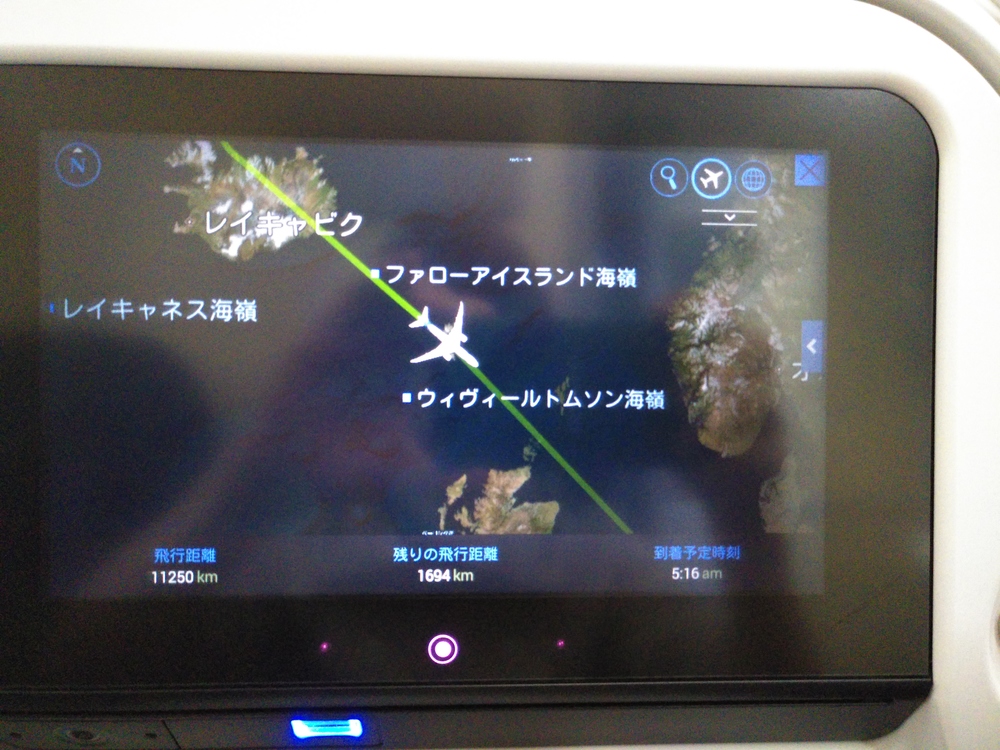 N
レイキャビク
ファローアイスランド海嶺
レイキャネス海嶺
オ
ウィヴィールトムソン海嶺
飛行距離
11250 km
残りの飛行距離
1694 km
到着予定時刻
5:16 am